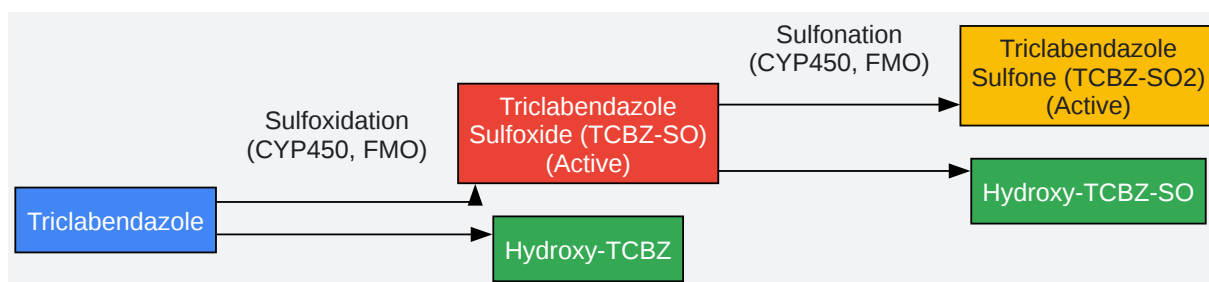 Triclabendazole
Sulfoxidation
(CYP450, FMO)
Hydroxy-TCBZ
Triclabendazole
Sulfoxide (TCBZ-SO)
(Active)
Sulfonation
(CYP450, FMO)
Triclabendazole
Sulfone (TCBZ-SO2)
(Active)
Hydroxy-TCBZ-SO